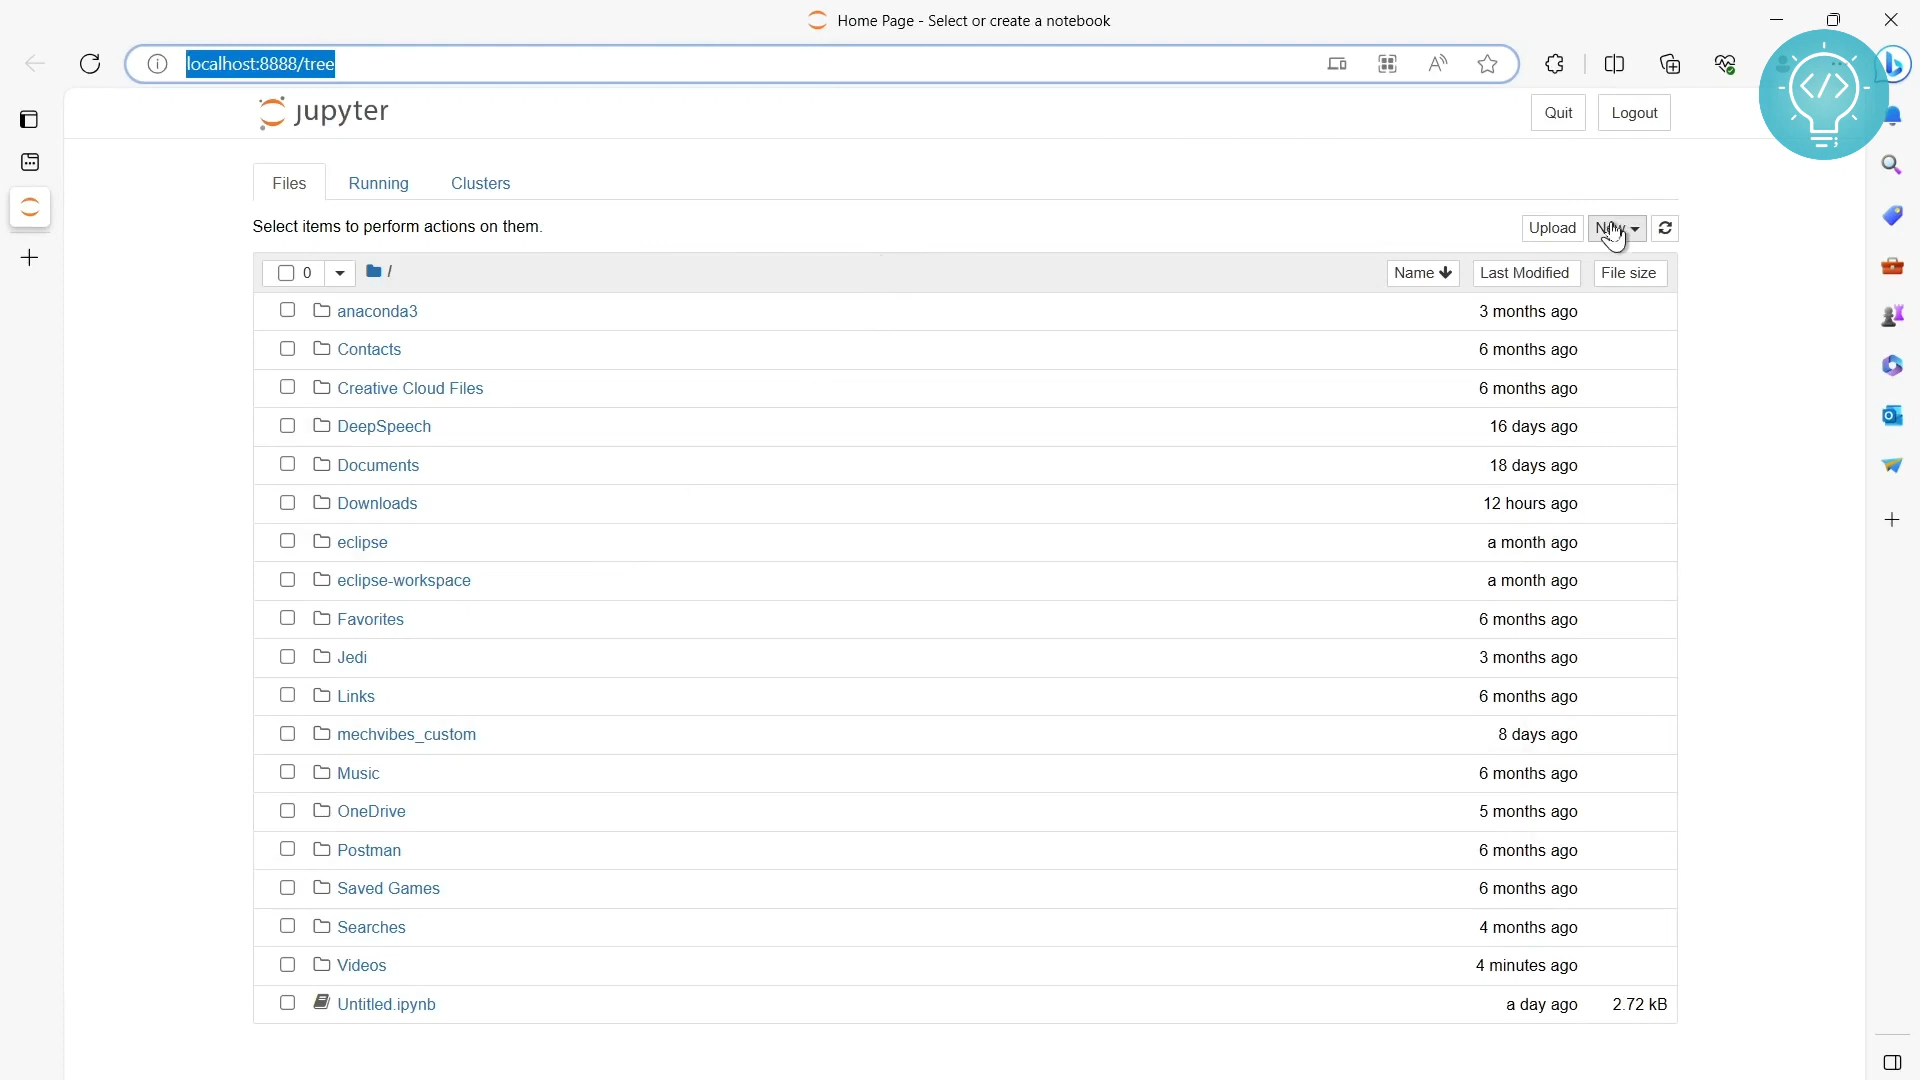 Home Page - Select or create a notebook
localhost:8888/tree
jupyter
Quit
Logout
Files
Running
Clusters
Select items to perform actions on them.
Upload
New
0
/
Name
Last Modified
File size
anaconda3
3 months ago
Contacts
6 months ago
Creative Cloud Files
6 months ago
DeepSpeech
16 days ago
Documents
18 days ago
Downloads
12 hours ago
eclipse
a month ago
eclipse-workspace
a month ago
Favorites
6 months ago
Jedi
3 months ago
Links
6 months ago
mechvibes_custom
8 days ago
Music
6 months ago
OneDrive
5 months ago
Postman
6 months ago
Saved Games
6 months ago
Searches
4 months ago
Videos
4 minutes ago
Untitled.ipynb
a day ago
2.72 kB